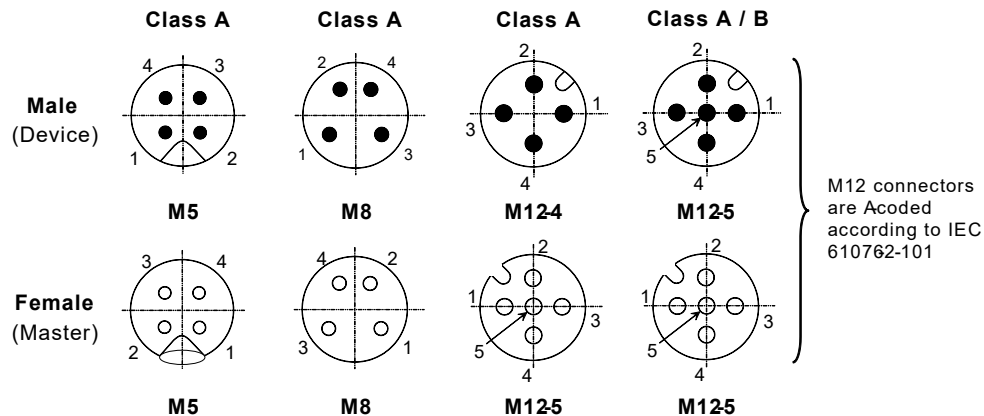 Class A Class A Class A Class A / B
4 3 2 4 2 2
Male
(Device)
1 2 1 3 3 1 4 3 1 5 4
M5 M8 M12-4 M12-5
M12 connectors
are A-coded
according to IEC
610762-101
3 4 4 2 2 2
Female
(Master)
2 1 3 1 1 3 5 4 1 3 5 4
M5 M8 M12-5 M12-5